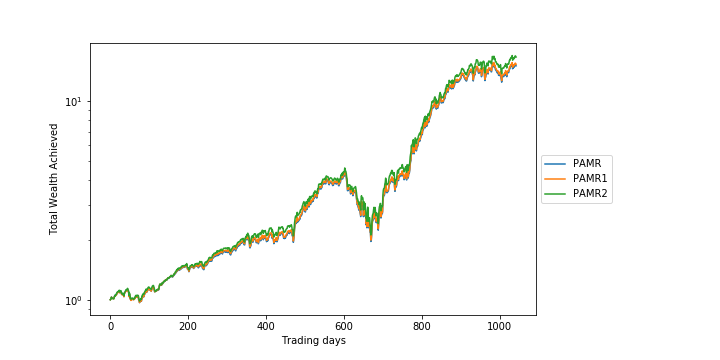 10¹
10⁰
Total Wealth Achieved
0 200 400 600 800 1000
Trading days
PAMR
PAMR1
PAMR2